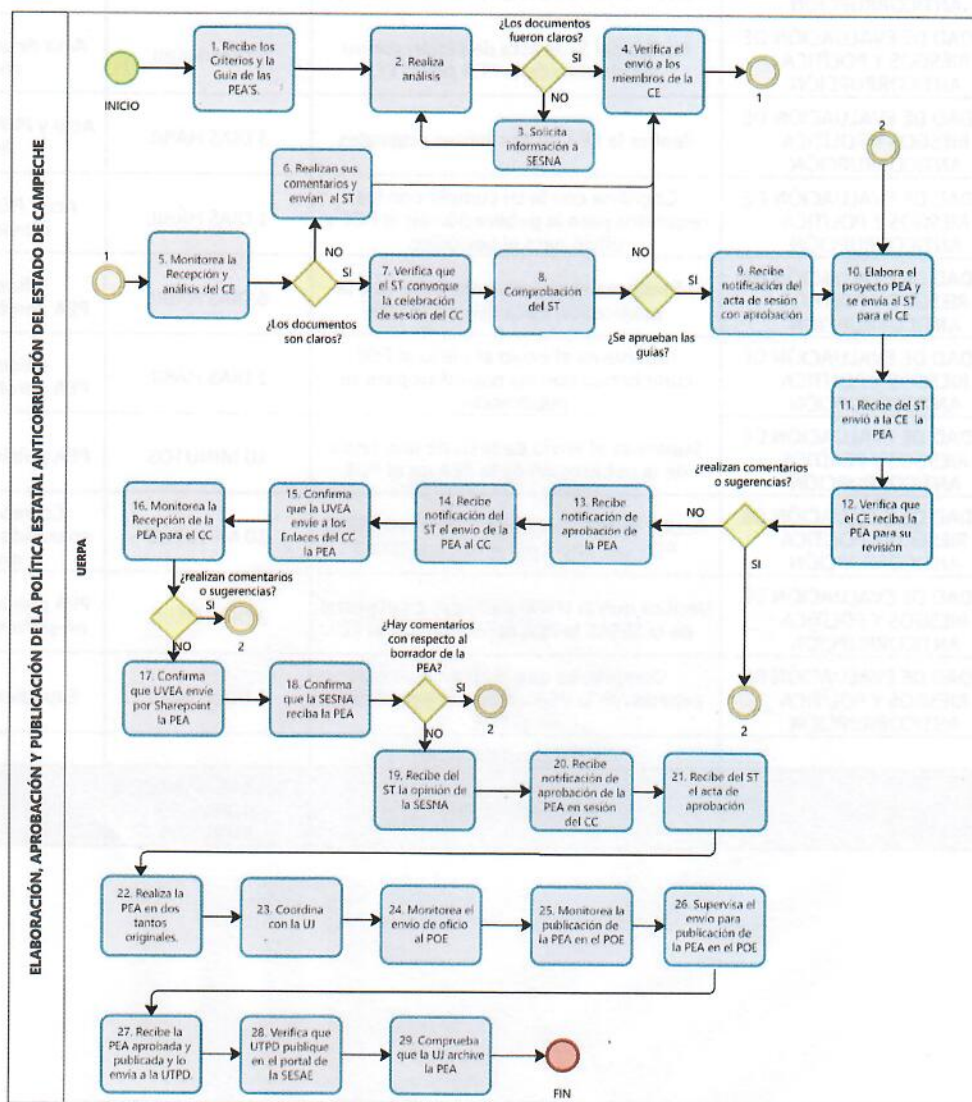 ELABORACIÓN, APROBACIÓN Y PUBLICACIÓN DE LA POLÍTICA ESTATAL ANTICORRUPCIÓN DEL ESTADO DE CAMPECHE
UERPA
INICIO
1. Recibe los
Criterios y la
Guía de las
PEA'S.
2. Realiza
análisis
¿Los documentos
fueron claros?
SI
NO
3. Solicita
información a
SESNA
4. Verifica el
envió a los
miembros de la
CE
1
2
6. Realizan sus
comentarios y
envían al ST
1
5. Monitorea la
Recepción y
análisis del CE
NO
SI
¿Los documentos
son claros?
7. Verifica que
el ST convoque
la celebración
de sesión del CC
8.
Comprobación
del ST
NO
SI
¿Se aprueban las
guías?
9. Recibe
notificación del
acta de sesión
con aprobación
10. Elabora el
proyecto PEA y
se envía al ST
para el CE
11. Recibe del ST
envió a la CE la
PEA
12. Verifica que
el CE reciba la
PEA para su
revisión
¿realizan comentarios
o sugerencias?
NO
SI
2
13. Recibe
notificación de
aprobación de
la PEA
14. Recibe
notificación del
ST el envío de la
PEA al CC
15. Confirma
que la UVEA
envíe a los
Enlaces del CC
la PEA
16. Monitorea la
Recepción de la
PEA para el CC
¿realizan comentarios
o sugerencias?
SI
2
NO
17. Confirma
que UVEA envíe
por Sharepoint
la PEA
18. Confirma
que la SESNA
reciba la PEA
¿Hay comentarios
con respecto al
borrador de la
PEA?
SI
2
NO
19. Recibe del
ST la opinión de
la SESNA
20. Recibe
notificación de
aprobación de la
PEA en sesión
del CC
21. Recibe del ST
el acta de
aprobación
22. Realiza la
PEA en dos
tantos
originales.
23. Coordina
con la UJ
24. Monitorea el
envío de oficio
al POE
25. Monitorea la
publicación de
la PEA en el POE
26. Supervisa el
envío para
publicación de
la PEA en el POE
27. Recibe la
PEA aprobada y
publicada y lo
envía a la UTPD.
28. Verifica que
UTPD publique
en el portal de
la SESAE
29. Comprueba
que la UJ archive
la PEA
FIN